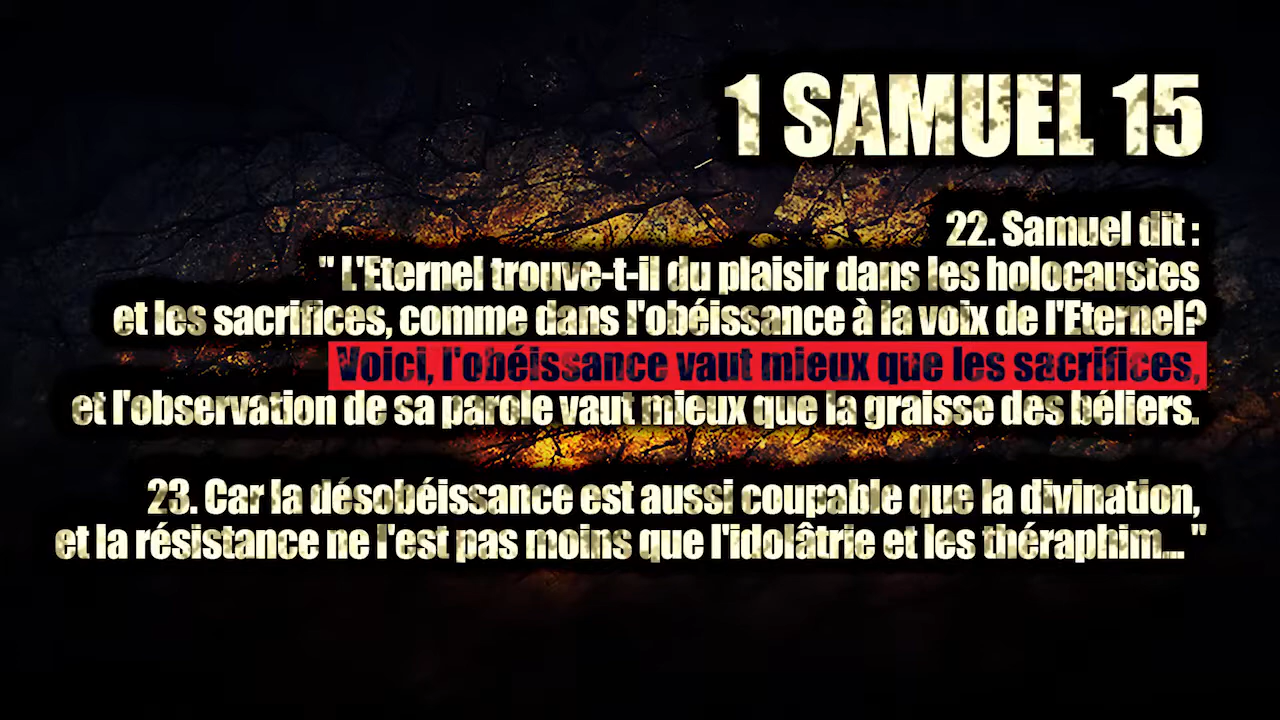 1 SAMUEL 15
22. Samuel dit :
" L'Eternel trouve-t-il du plaisir dans les holocaustes
et les sacrifices, comme dans l'obéissance à la voix de l'Eternel?
Voici, l'obéissance vaut mieux que les sacrifices,
et l'observation de sa parole vaut mieux que la graisse des béliers.
23. Car la désobéissance est aussi coupable que la divination,
et la résistance ne l'est pas moins que l'idolâtrie et les théraphim... "